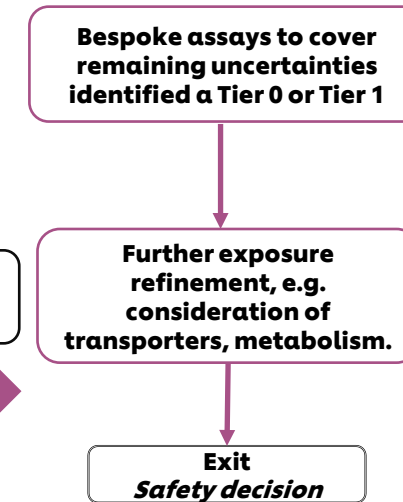 Bespoke assays to cover
remaining uncertainties
identified a Tier 0 or Tier 1
Further exposure
refinement, e.g.
consideration of
transporters, metabolism.
Exit
Safety decision